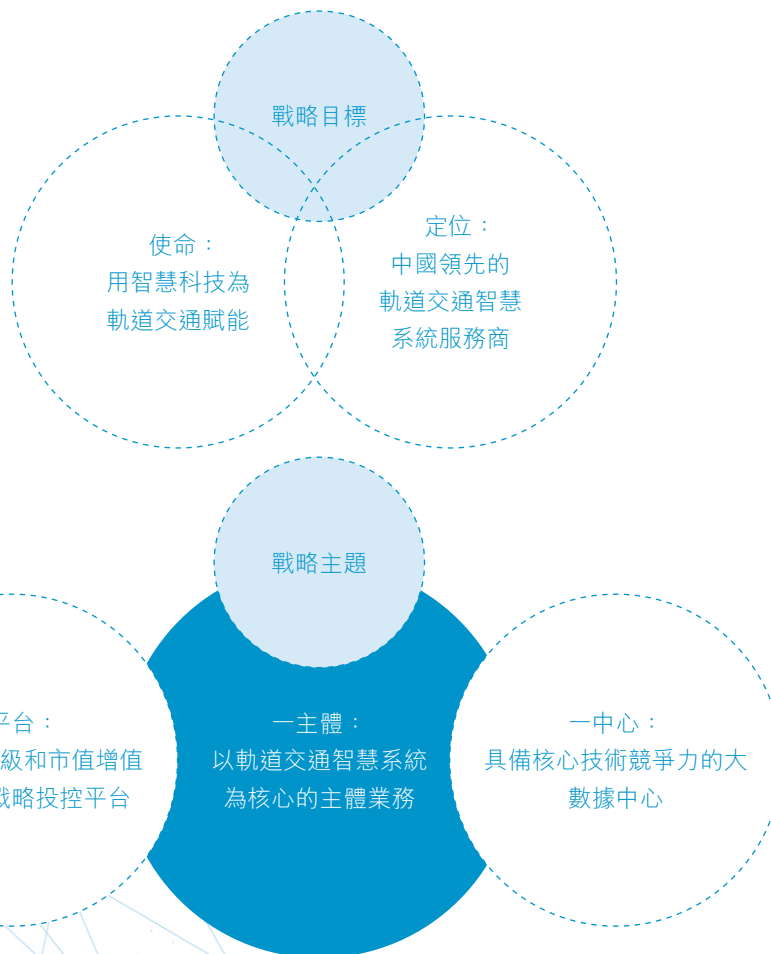 戰略目標
使命：
用智慧科技為
軌道交通賦能
定位：
中國領先的
軌道交通智慧
系統服務商
戰略主題
平台：
級和市值增值
戰略投控平台
一主體：
以軌道交通智慧系統
為核心的主體業務
一中心：
具備核心技術競爭力的大
數據中心